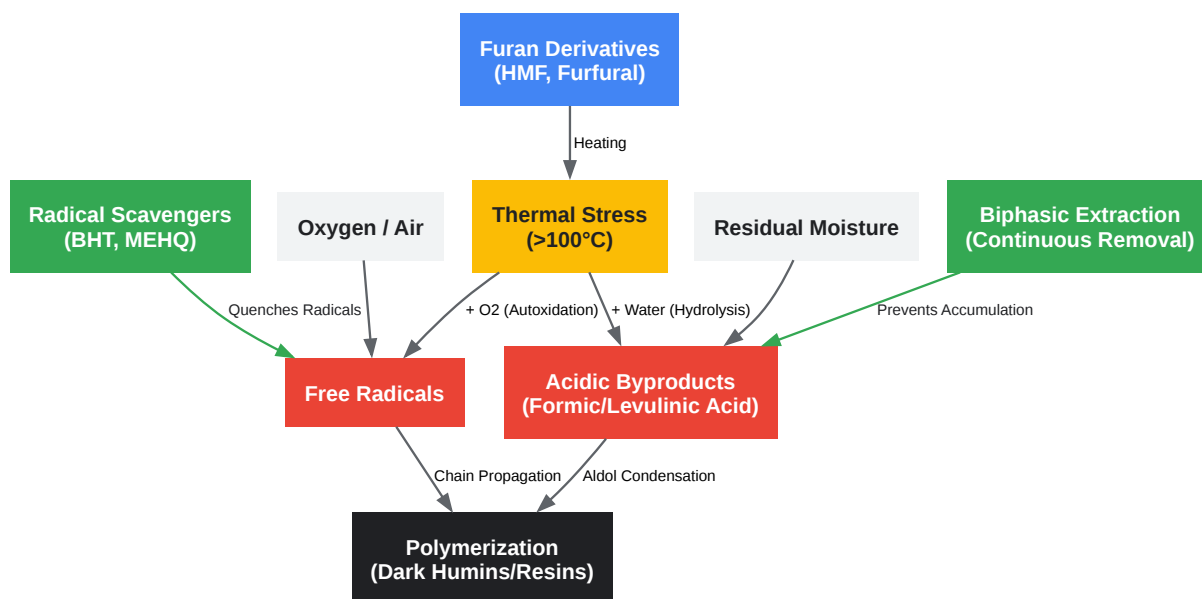 Furan Derivatives
(HMF, Furfural)
Heating
Radical Scavengers
(BHT, MEHQ)
Oxygen / Air
Thermal Stress
(>100°C)
Residual Moisture
Biphasic Extraction
(Continuous Removal)
Quenches Radicals
+ O2 (Autoxidation)
+ Water (Hydrolysis)
Prevents Accumulation
Free Radicals
Acidic Byproducts
(Formic/Levulinic Acid)
Chain Propagation
Aldol Condensation
Polymerization
(Dark Humins/Resins)